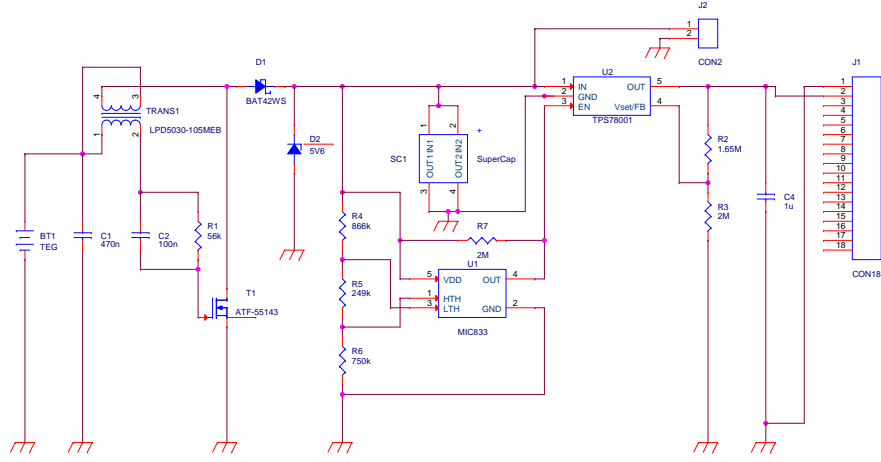 J2
1
2
CON2
D1
BAT42WS
U2
1 IN OUT 5
2 GND
3 EN Vset/FB 4
TPS78001
J1
1
2
3
4
5
6
7
8
9
10
11
12
13
14
15
16
17
18
CON18
4 3
TRANS1
LPD5030-105MEB
1 2
D2
5V6
1 2
OUT1 IN1
OUT2 IN2
3 4
SC1
+
SuperCap
R2
1.65M
R3
2M
C4
1u
BT1
TEG
C1
470n
C2
100n
R1
56k
R4
866k
R7
2M
U1
5 VDD OUT 4
1 HTH
3 LTH GND 2
MIC833
R5
249k
R6
750k
T1
ATF-55143